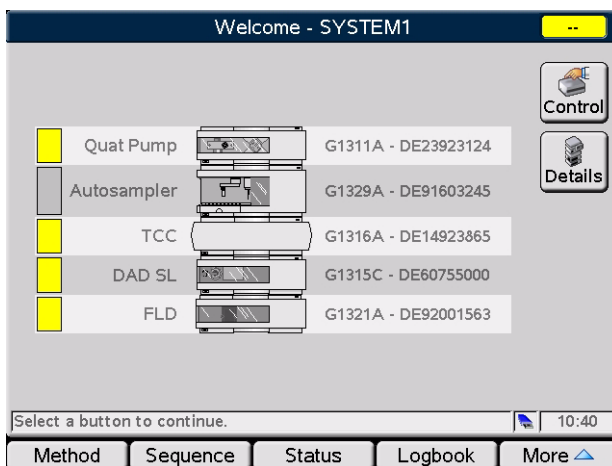 Welcome - SYSTEM1
--
Control
Quat Pump G1311A - DE23923124
Details
Autosampler G1329A - DE91603245
TCC G1316A - DE14923865
DAD SL G1315C - DE60755000
FLD G1321A - DE92001563
Select a button to continue.
10:40
Method Sequence Status Logbook More